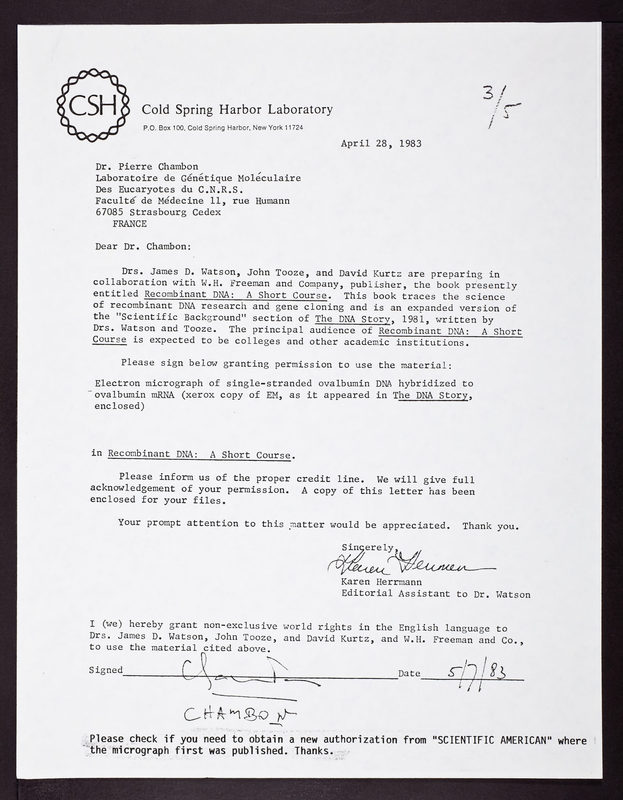 CSH
Cold Spring Harbor Laboratory
P.O. Box 100, Cold Spring Harbor, New York 11724
3/5
April 28, 1983
Dr. Pierre Chambon
Laboratoire de Génétique Moléculaire
Des Eucaryotes du C.N.R.S.
Faculté de Médecine 11, rue Humann
67085 Strasbourg Cedex
FRANCE
Dear Dr. Chambon:
Drs. James D. Watson, John Tooze, and David Kurtz are preparing in
collaboration with W.H. Freeman and Company, publisher, the book presently
entitled Recombinant DNA: A Short Course. This book traces the science
of recombinant DNA research and gene cloning and is an expanded version of
the "Scientific Background" section of The DNA Story, 1981, written by
Drs. Watson and Tooze. The principal audience of Recombinant DNA: A Short
Course is expected to be colleges and other academic institutions.
Please sign below granting permission to use the material:
Electron micrograph of single-stranded ovalbumin DNA hybridized to
ovalbumin mRNA (xerox copy of EM, as it appeared in The DNA Story,
enclosed)
in Recombinant DNA: A Short Course.
Please inform us of the proper credit line. We will give full
acknowledgement of your permission. A copy of this letter has been
enclosed for your files.
Your prompt attention to this matter would be appreciated. Thank you.
Sincerely,
Karen Herrmann
Karen Herrmann
Editorial Assistant to Dr. Watson
I (we) hereby grant non-exclusive world rights in the English language to
Drs. James D. Watson, John Tooze, and David Kurtz, and W.H. Freeman and Co.,
to use the material cited above.
Signed Date 5/7/83
CHAMBON
Please check if you need to obtain a new authorization from "SCIENTIFIC AMERICAN" where
the micrograph first was published. Thanks.